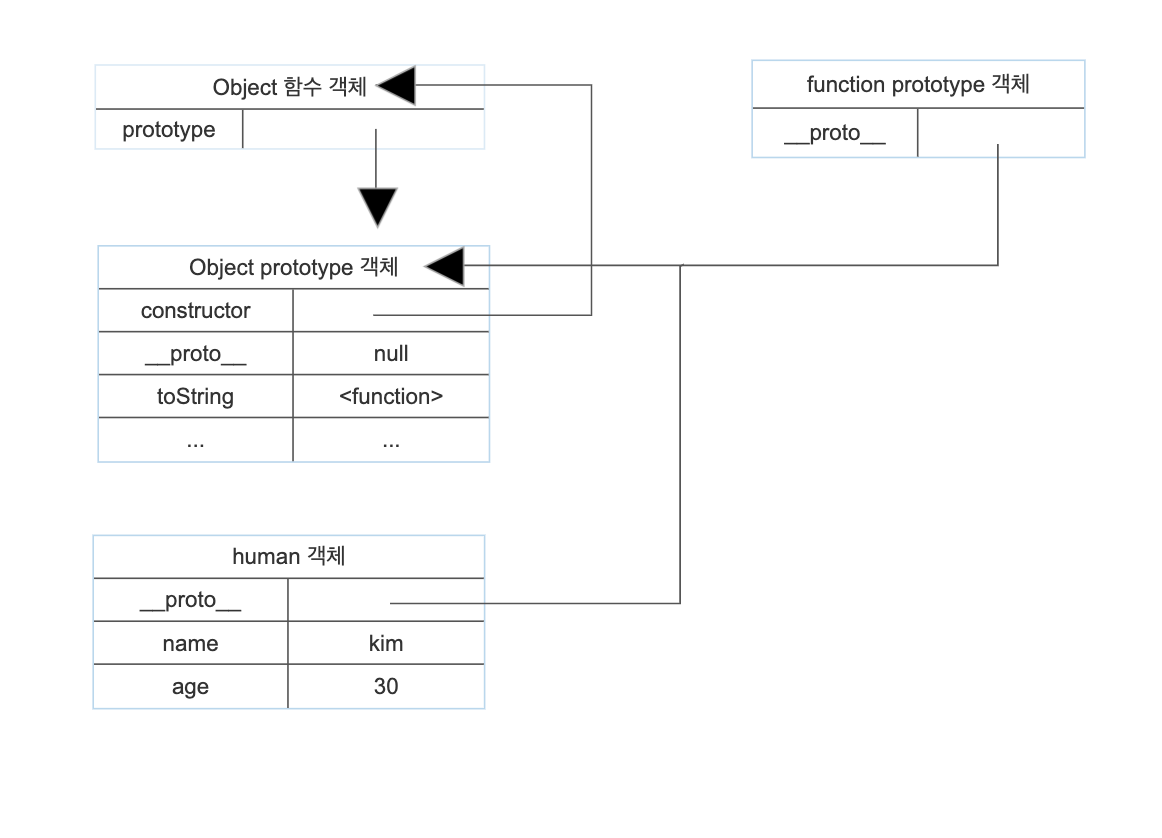 Object 함수 객체
prototype
function prototype 객체
__proto__
Object prototype 객체
constructor
__proto__ null
toString <function>
... ...
human 객체
__proto__
name kim
age 30